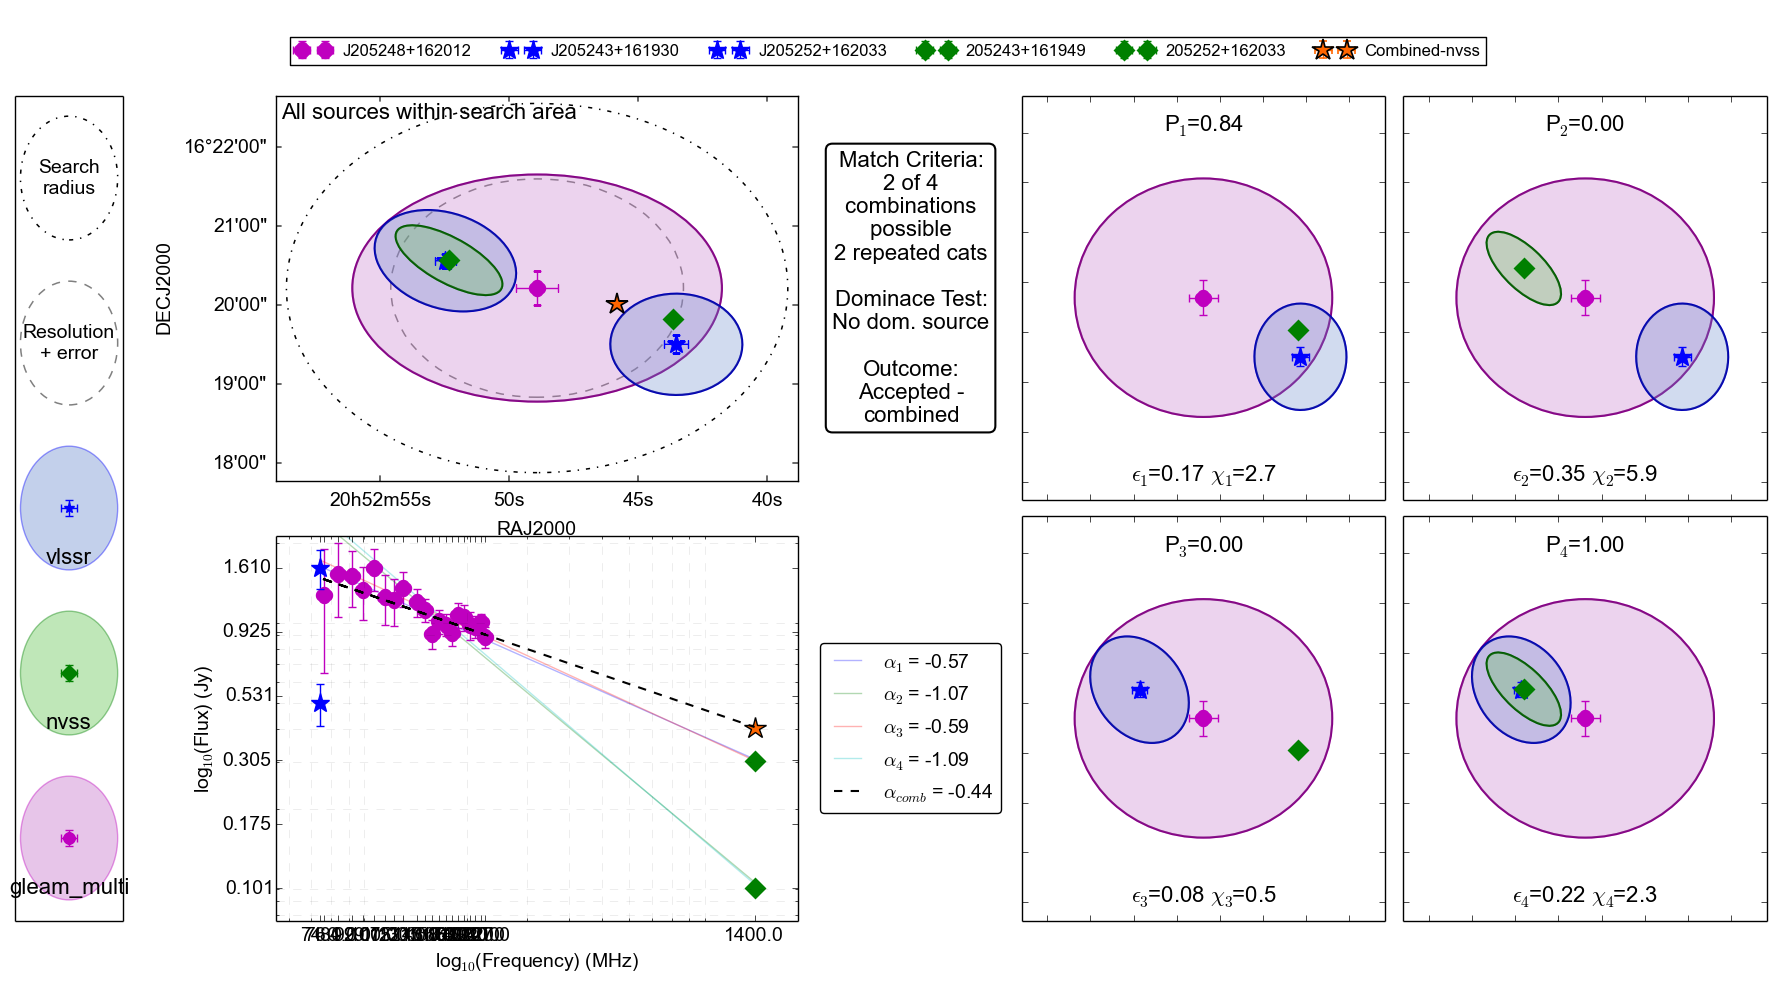 J205248+162012 J205243+161930 J205252+162033 205243+161949 205252+162033 Combined-nvss
Search
radius
Resolution
+ error
vlssr
nvss
gleam_multi
All sources within search area
16°22'00"
21'00"
20'00"
19'00"
18'00"
DECJ2000
20h52m55s 50s 45s 40s
RAJ2000
Match Criteria:
2 of 4
combinations
possible
2 repeated cats
Dominace Test:
No dom. source
Outcome:
Accepted -
combined
P1=0.84
ϵ1=0.17 χ1=2.7
P2=0.00
ϵ2=0.35 χ2=5.9
P3=0.00
ϵ3=0.08 χ3=0.5
P4=1.00
ϵ4=0.22 χ4=2.3
1.610
0.925
0.531
0.305
0.175
0.101
log10(Flux) (Jy)
1400.0
log10(Frequency) (MHz)
α1 = -0.57
α2 = -1.07
α3 = -0.59
α4 = -1.09
αcomb = -0.44